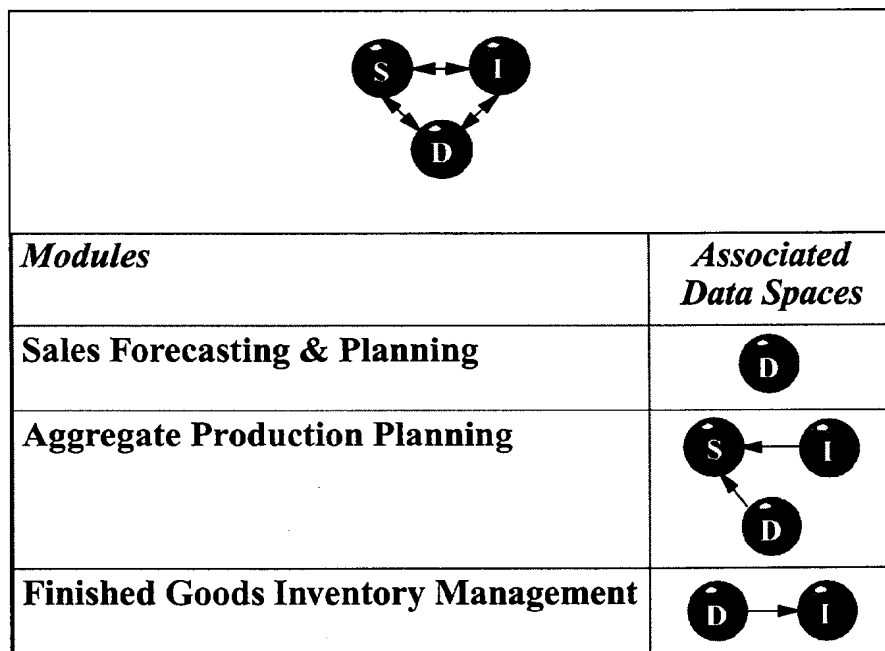 S I
D
Modules Associated
Data Spaces
Sales Forecasting & Planning D
Aggregate Production Planning S I
D
Finished Goods Inventory Management D I